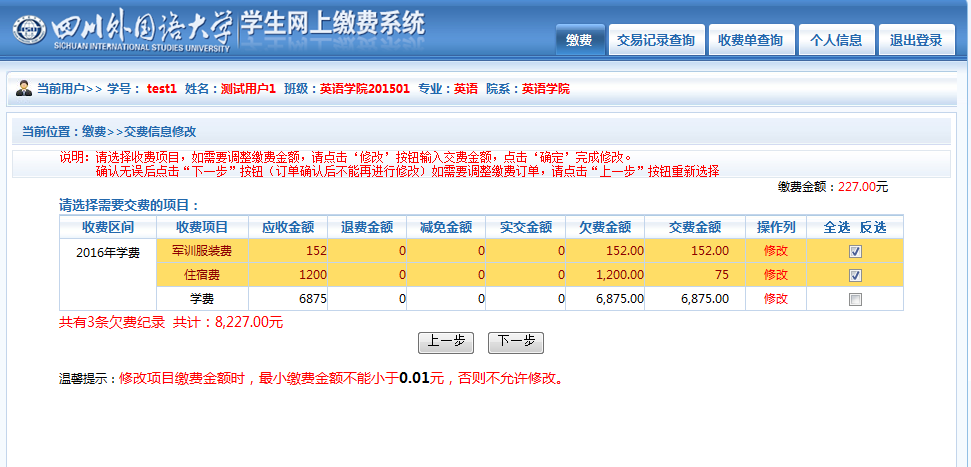 四川外国语大学 学生网上缴费系统
SICHUAN INTERNATIONAL STUDIES UNIVERSITY
缴费 交易记录查询 收费单查询 个人信息 退出登录
当前用户>> 学号： test1 姓名：测试用户1 班级：英语学院201501 专业：英语 院系：英语学院
当前位置：缴费>>交费信息修改
说明：请选择收费项目，如需要调整缴费金额，请点击‘修改’按钮输入交费金额，点击‘确定’完成修改。
确认无误后点击“下一步”按钮（订单确认后不能再进行修改）如需要调整缴费订单，请点击“上一步”按钮重新选择
缴费金额：227.00元
请选择需要交费的项目：
收费区间 收费项目 应收金额 退费金额 减免金额 实交金额 欠费金额 交费金额 操作列 全选 反选
2016年学费 军训服装费 152 0 0 0 152.00 152.00 修改
住宿费 1200 0 0 0 1,200.00 75 修改
学费 6875 0 0 0 6,875.00 6,875.00 修改
共有3条欠费纪录 共计：8,227.00元
上一步 下一步
温馨提示：修改项目缴费金额时，最小缴费金额不能小于0.01元，否则不允许修改。